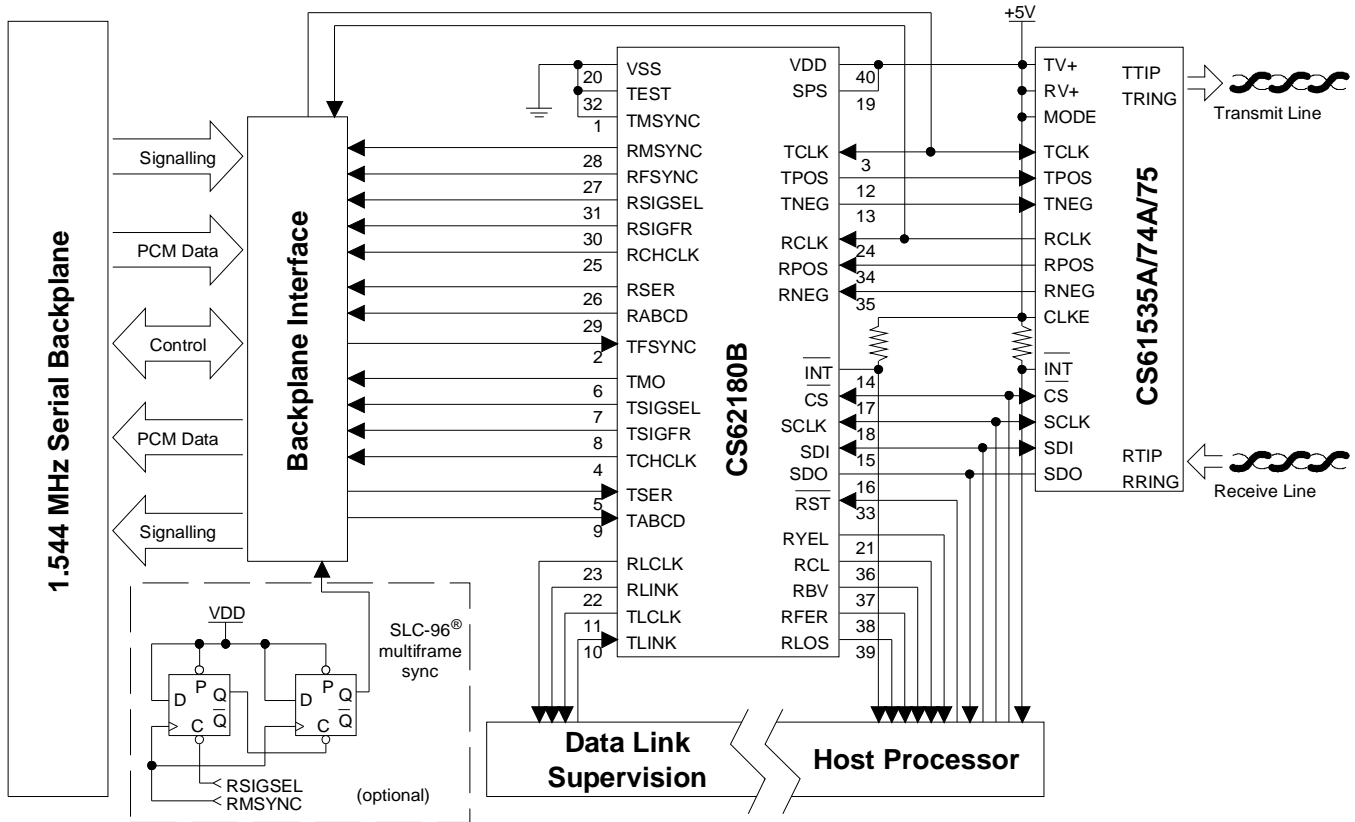 1.544 MHz Serial Backplane
Signalling
PCM Data
Control
PCM Data
Signalling
Backplane Interface
CS62180B
20 VSS
32 TEST
1 TMSYNC
28 RMSYNC
27 RFSYNC
31 RSIGSEL
30 RSIGFR
25 RCHCLK
26 RSER
29 RABCD
2 TFSYNC
6 TMO
7 TSIGSEL
8 TSIGFR
4 TCHCLK
5 TSER
9 TABCD
23 RLCLK
22 RLINK
11 TLCLK
10 TLINK
VDD 40
SPS 19
TCLK 3
TPOS 12
TNEG 13
RCLK 24
RPOS 34
RNEG 35
INT 14
CS 17
SCLK 18
SDI 15
SDO 16
RST 33
RYEL 21
RCL 36
RBV 37
RFER 38
RLOS 39
+5V
CS61535A/74A/75
TV+
RV+
MODE
TCLK
TPOS
TNEG
RCLK
RPOS
RNEG
CLKE
INT
CS
SCLK
SDI
SDO
TTIP
TRING
Transmit Line
RTIP
RRING
Receive Line
VDD
SLC-96®
multiframe
sync
D P Q
C Q
D P Q
C Q
RSIGSEL
RMSYNC
(optional)
Data Link
Supervision
Host Processor